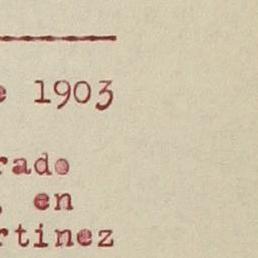 e 1903
rado
, en
rtinez